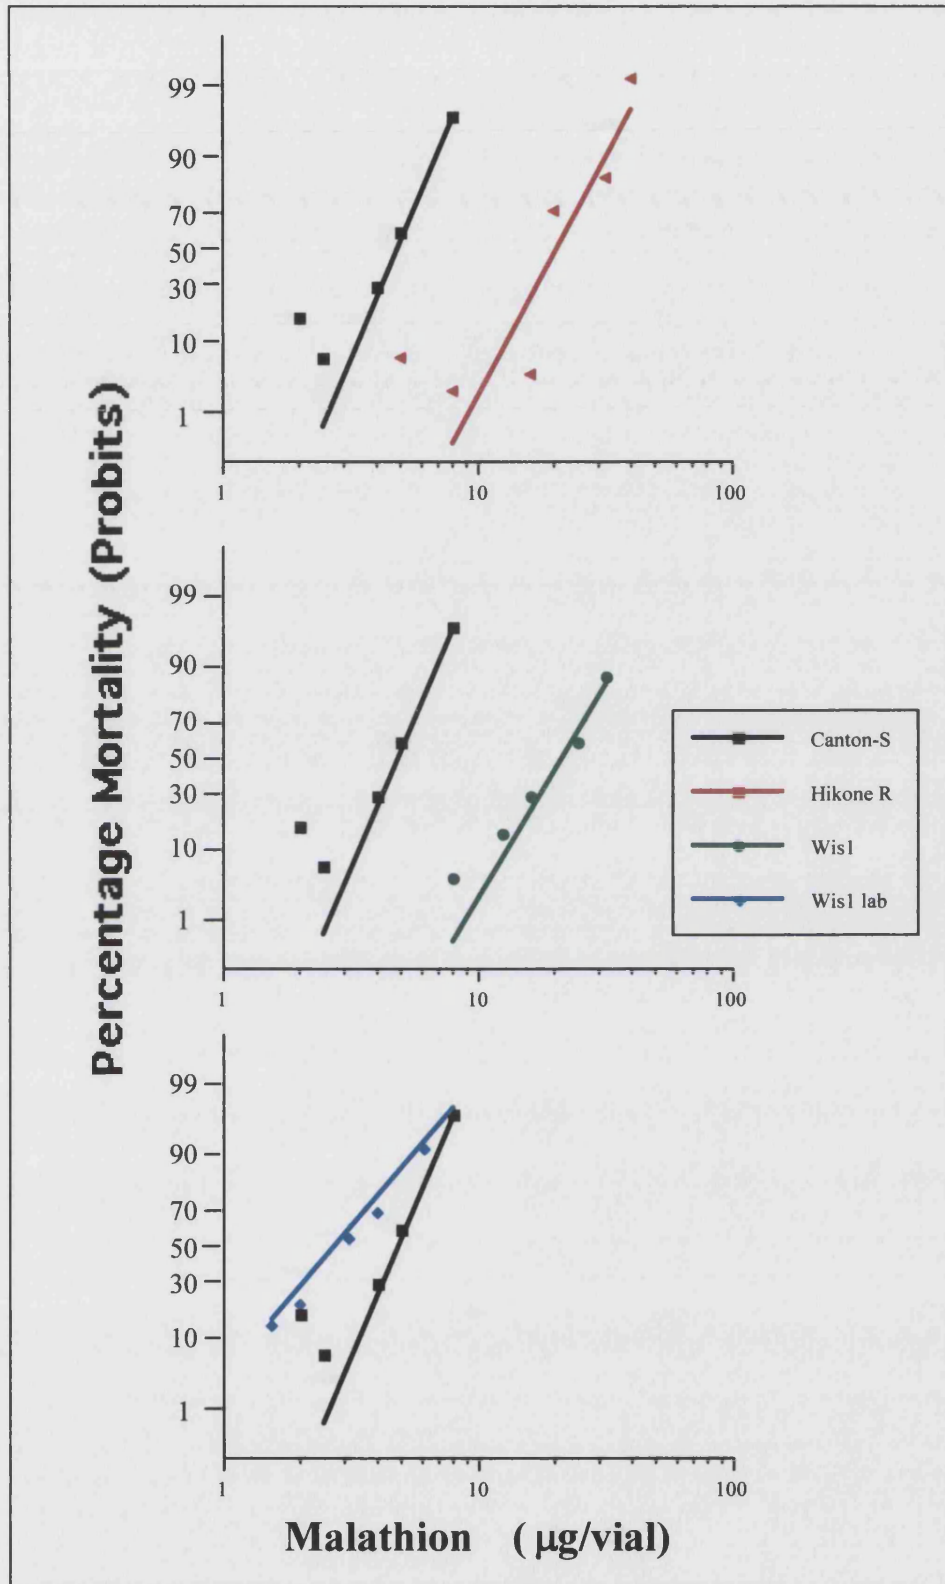 Percentage Mortality (Probits)
99
90
70
50
30
10
1
1 10 100
99
90
70
50
30
10
1
1 10 100
Canton-S
Hikone R
Wis1
Wis1 lab
99
90
70
50
30
10
1
1 10 100
Malathion (µg/vial)